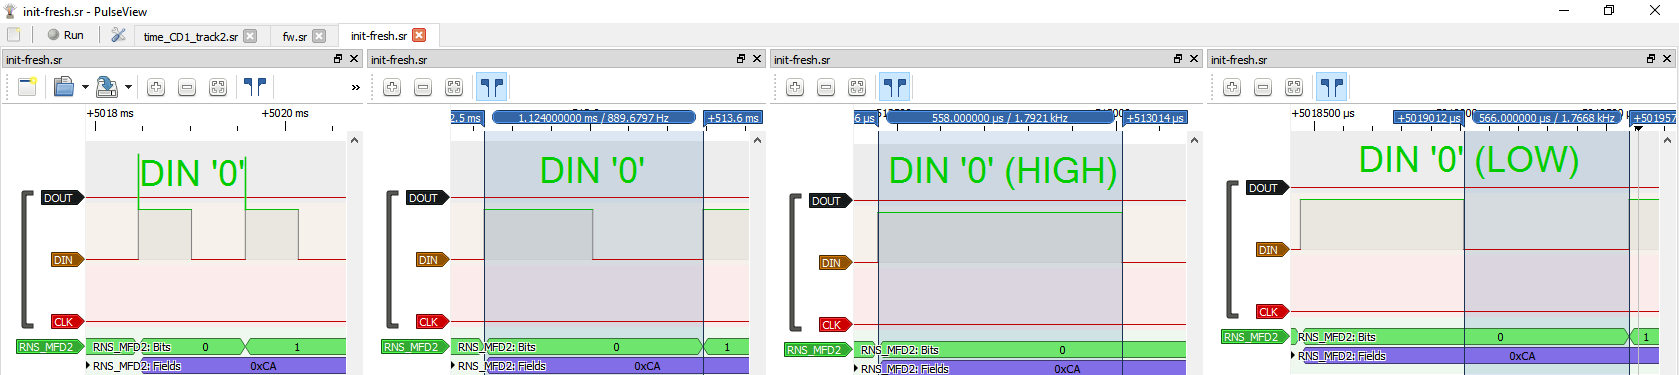 init-fresh.sr - PulseView
Run
time_CD1_track2.sr
fw.sr
init-fresh.sr
init-fresh.sr
»
+5018 ms
+5020 ms
DIN '0'
DOUT
DIN
CLK
RNS_MFD2
RNS_MFD2: Bits
0
1
RNS_MFD2: Fields
0xCA
init-fresh.sr
2.5 ms
1.124000000 ms / 889.6797 Hz
+513.6 ms
DIN '0'
DOUT
DIN
CLK
RNS_MFD2
RNS_MFD2: Bits
0
1
RNS_MFD2: Fields
0xCA
init-fresh.sr
6 µs
558.000000 µs / 1.7921 kHz
+513014 µs
DIN '0' (HIGH)
DOUT
DIN
CLK
RNS_MFD2
RNS_MFD2: Bits
0
RNS_MFD2: Fields
0xCA
init-fresh.sr
+5018500 µs
+5019012 µs
566.000000 µs / 1.7668 kHz
+501957
DIN '0' (LOW)
DOUT
DIN
CLK
RNS_MFD2
RNS_MFD2: Bits
0
1
RNS_MFD2: Fields
0xCA